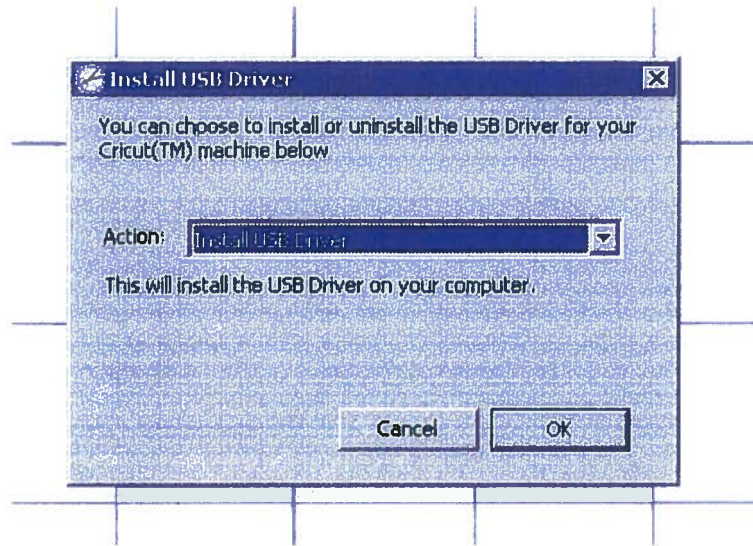 Install USB Driver
You can choose to install or uninstall the USB Driver for your
Cricut(TM) machine below
Action: Install USB Driver
This will install the USB Driver on your computer.
Cancel OK